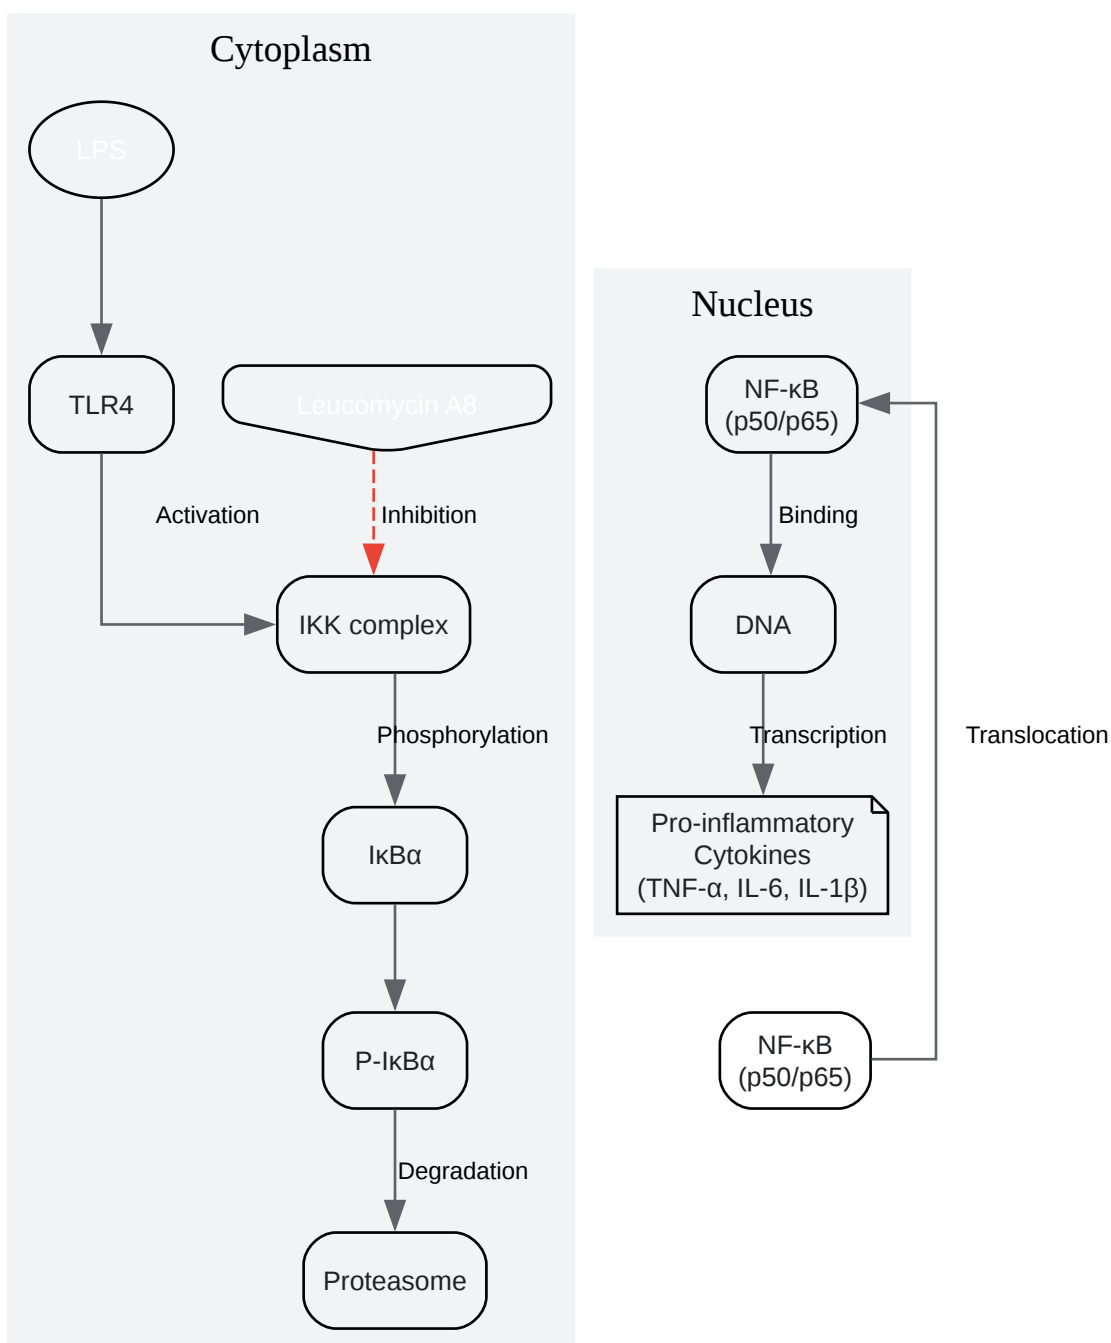 Cytoplasm
LPS
TLR4
Leucomycin A8
Activation
Inhibition
IKK complex
Phosphorylation
IκBα
P-IκBα
Degradation
Proteasome
Nucleus
NF-κB
(p50/p65)
Binding
DNA
Transcription
Translocation
Pro-inflammatory
Cytokines
(TNF-α, IL-6, IL-1β)
NF-κB
(p50/p65)